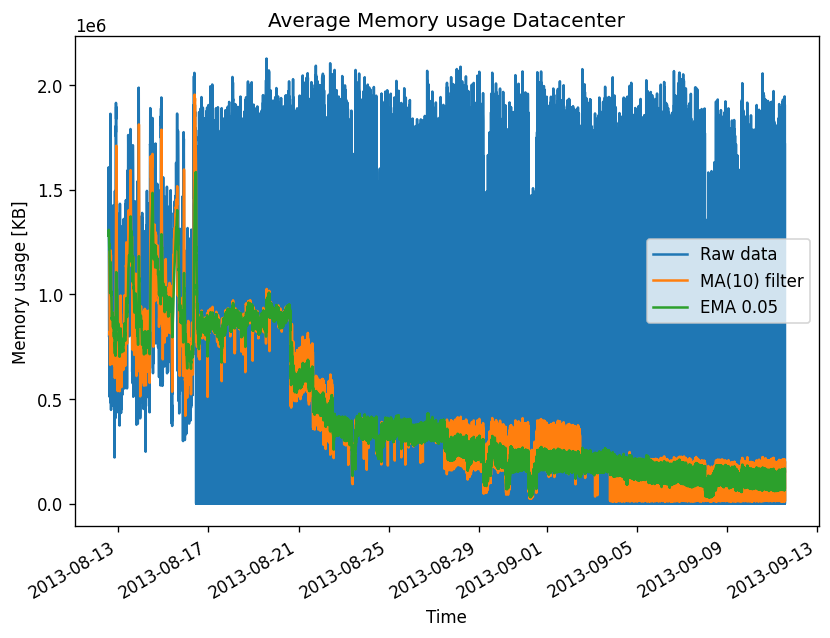 Average Memory usage Datacenter
1e6
2.0
1.5
1.0
0.5
0.0
Memory usage [KB]
Raw data
MA(10) filter
EMA 0.05
2013-08-13
2013-08-17
2013-08-21
2013-08-25
2013-08-29
2013-09-01
2013-09-05
2013-09-09
2013-09-13
Time